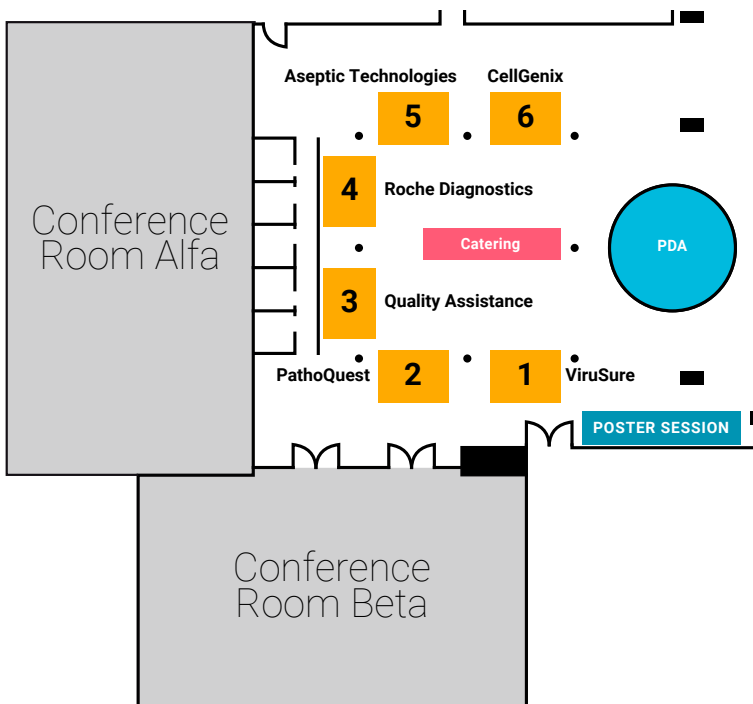 Aseptic Technologies
CellGenix
5
6
4
Roche Diagnostics
Conference
Room Alfa
Catering
PDA
3
Quality Assistance
PathoQuest
2
1
ViruSure
POSTER SESSION
Conference
Room Beta